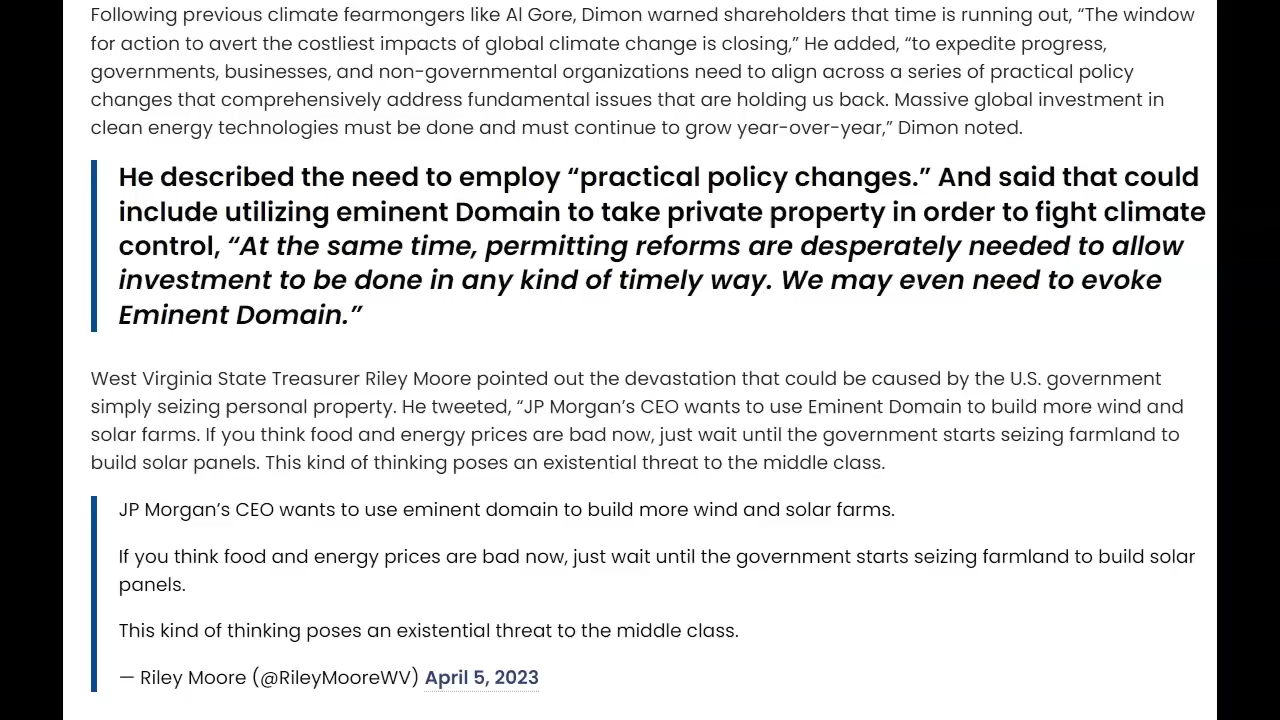 Following previous climate fearmongers like Al Gore, Dimon warned shareholders that time is running out, “The window
for action to avert the costliest impacts of global climate change is closing,” He added, “to expedite progress,
governments, businesses, and non-governmental organizations need to align across a series of practical policy
changes that comprehensively address fundamental issues that are holding us back. Massive global investment in
clean energy technologies must be done and must continue to grow year-over-year,” Dimon noted.
He described the need to employ “practical policy changes.” And said that could
include utilizing eminent Domain to take private property in order to fight climate
control, “At the same time, permitting reforms are desperately needed to allow
investment to be done in any kind of timely way. We may even need to evoke
Eminent Domain.”
West Virginia State Treasurer Riley Moore pointed out the devastation that could be caused by the U.S. government
simply seizing personal property. He tweeted, “JP Morgan’s CEO wants to use Eminent Domain to build more wind and
solar farms. If you think food and energy prices are bad now, just wait until the government starts seizing farmland to
build solar panels. This kind of thinking poses an existential threat to the middle class.
JP Morgan’s CEO wants to use eminent domain to build more wind and solar farms.
If you think food and energy prices are bad now, just wait until the government starts seizing farmland to build solar
panels.
This kind of thinking poses an existential threat to the middle class.
— Riley Moore (@RileyMooreWV) April 5, 2023